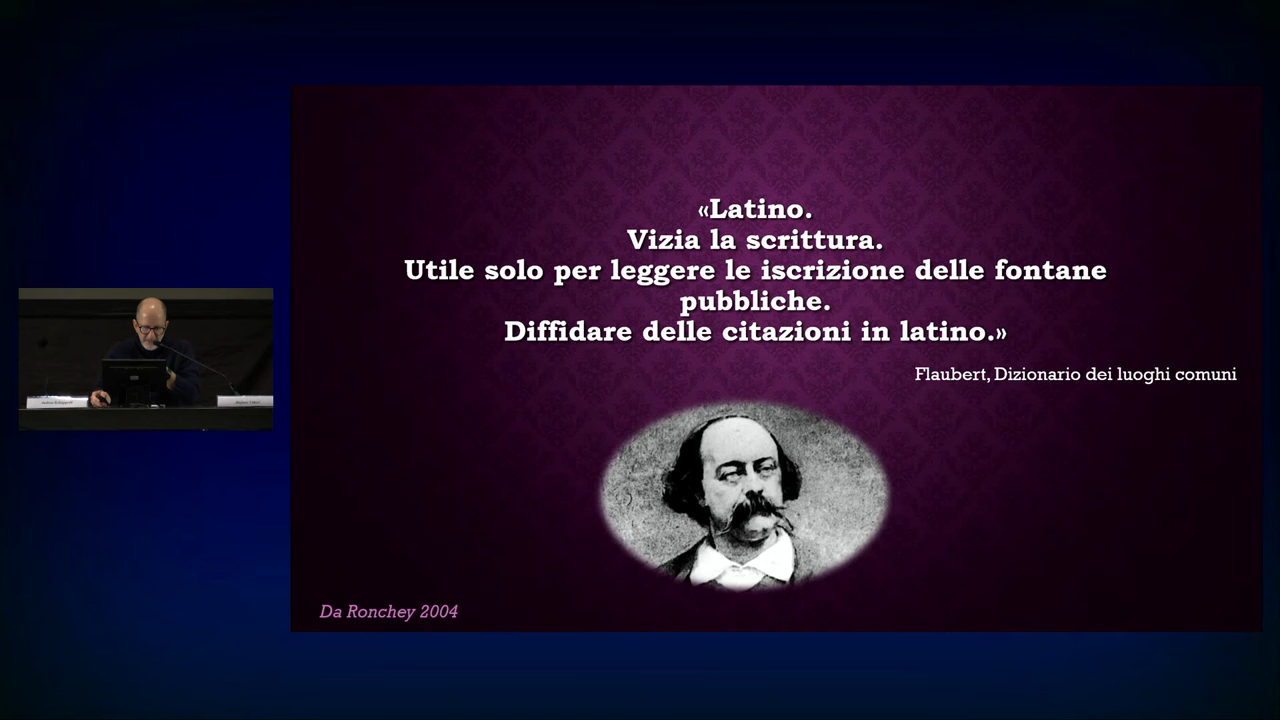 «Latino.
Vizia la scrittura.
Utile solo per leggere le iscrizione delle fontane
pubbliche.
Diffidare delle citazioni in latino.»
Flaubert, Dizionario dei luoghi comuni
Da Ronchey 2004